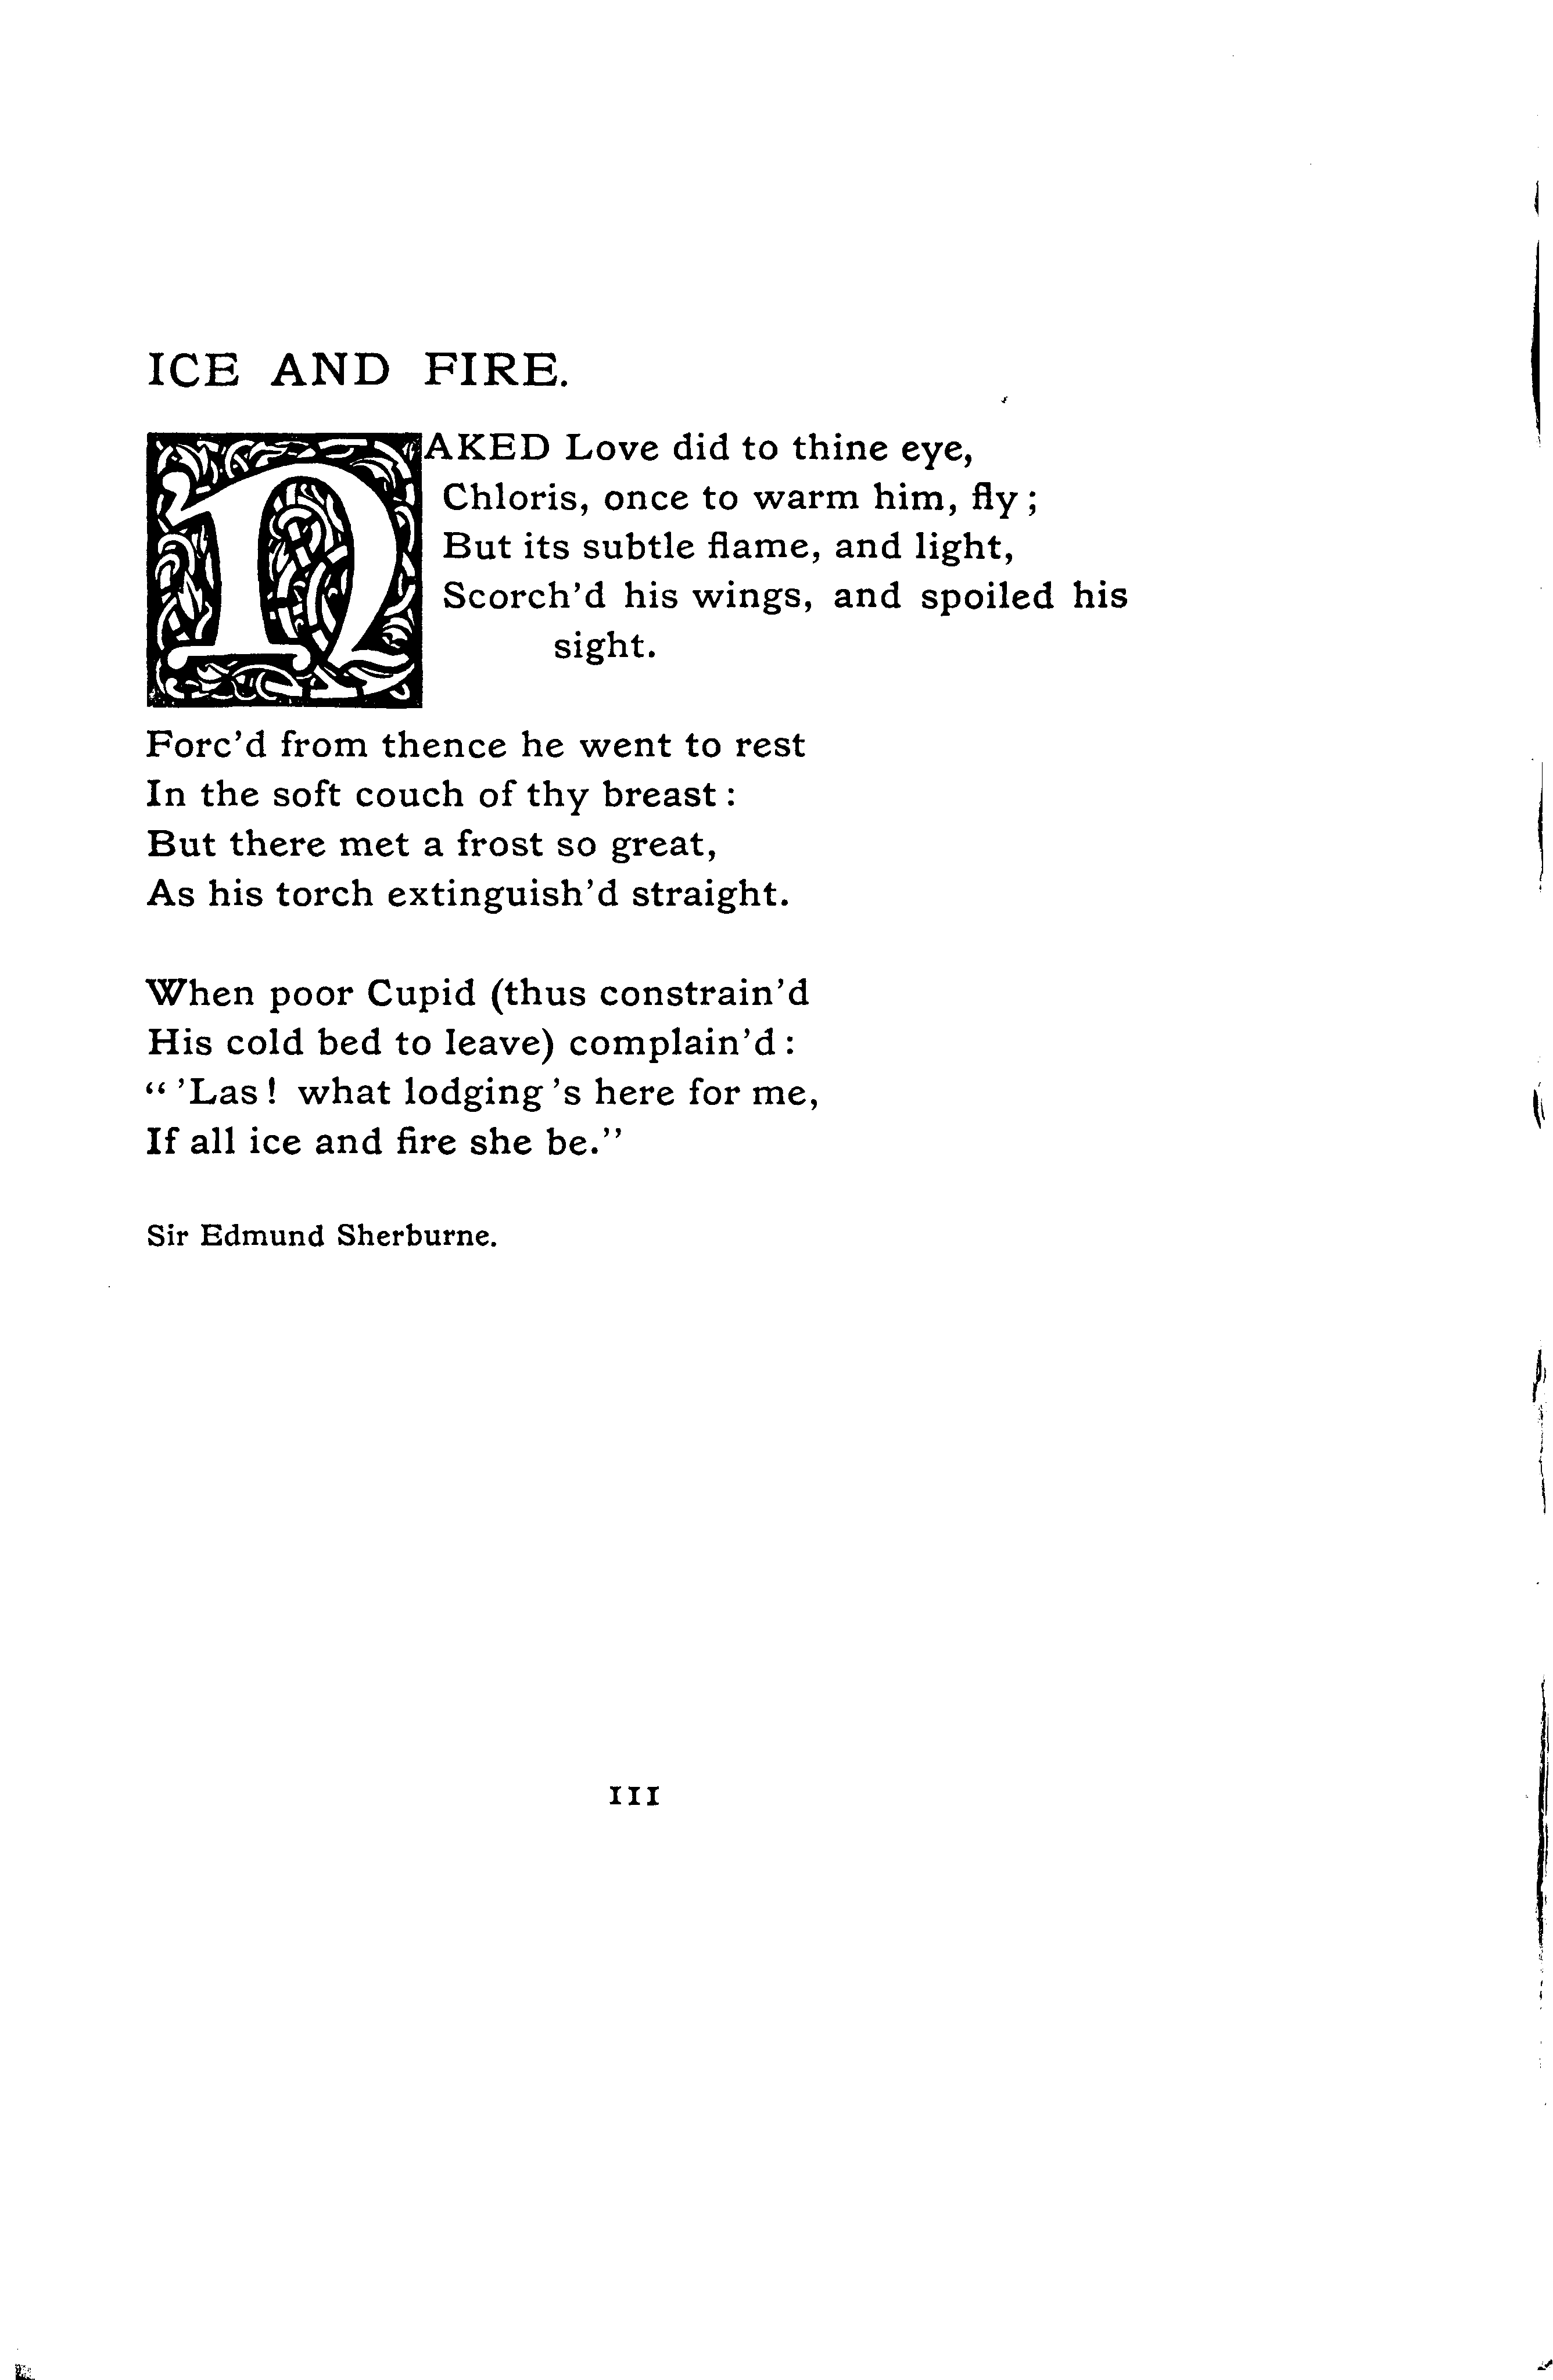 ICE AND FIRE.
NAKED Love did to thine eye,
Chloris, once to warm him, fly;
But its subtle flame, and light,
Scorch'd his wings, and spoiled his
sight.
Forc'd from thence he went to rest
In the soft couch of thy breast:
But there met a frost so great,
As his torch extinguish'd straight.
When poor Cupid (thus constrain'd
His cold bed to leave) complain'd:
"'Las! what lodging's here for me,
If all ice and fire she be."
Sir Edmund Sherburne.
111